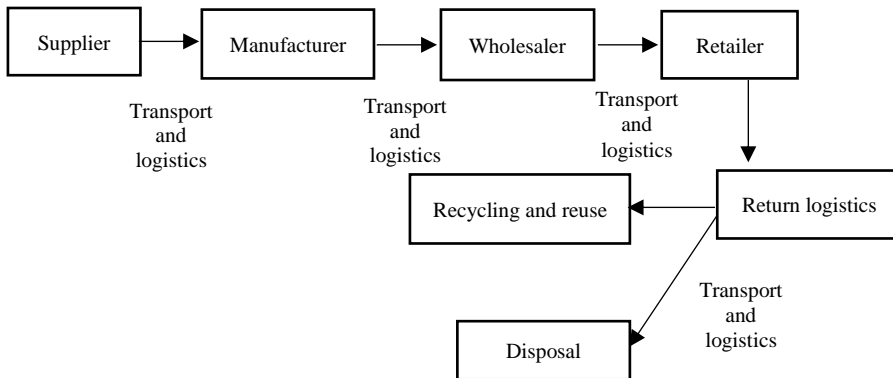 Supplier
Manufacturer
Wholesaler
Retailer
Transport
and
logistics
Transport
and
logistics
Transport
and
logistics
Recycling and reuse
Return logistics
Transport
and
logistics
Disposal